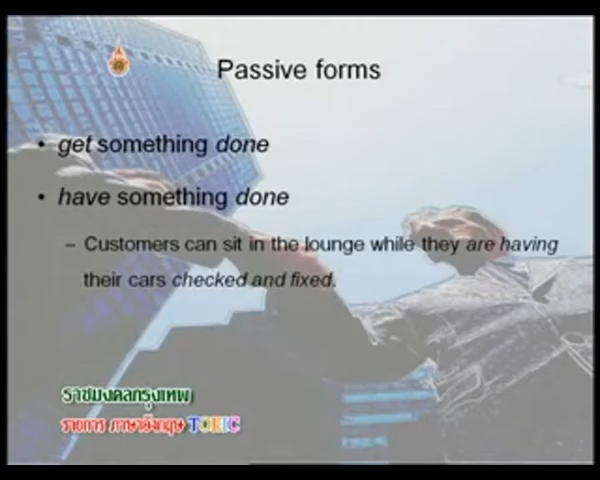 Passive forms
• get something done
• have something done
– Customers can sit in the lounge while they are having
their cars checked and fixed.
ราชมงคลกรุงเทพ
รายการ ภาษาอังกฤษ TOEIC